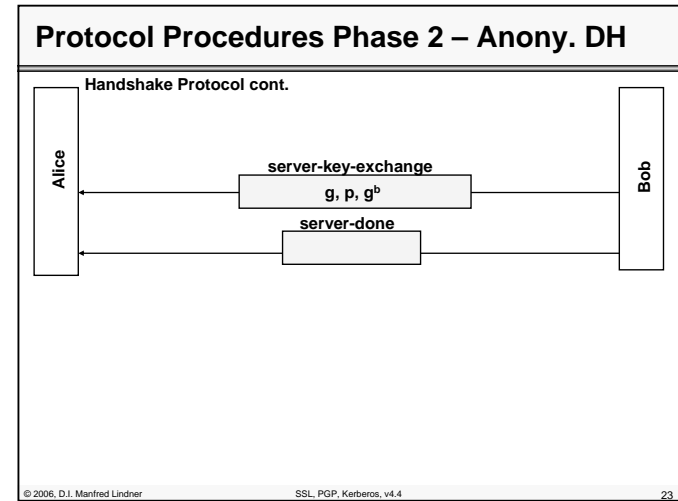 Protocol Procedures Phase 2 – Anony. DH
Handshake Protocol cont.
Alice
Bob
server-key-exchange
g, p, gᵇ
server-done
© 2006, D.I. Manfred Lindner
SSL, PGP, Kerberos, v4.4
23